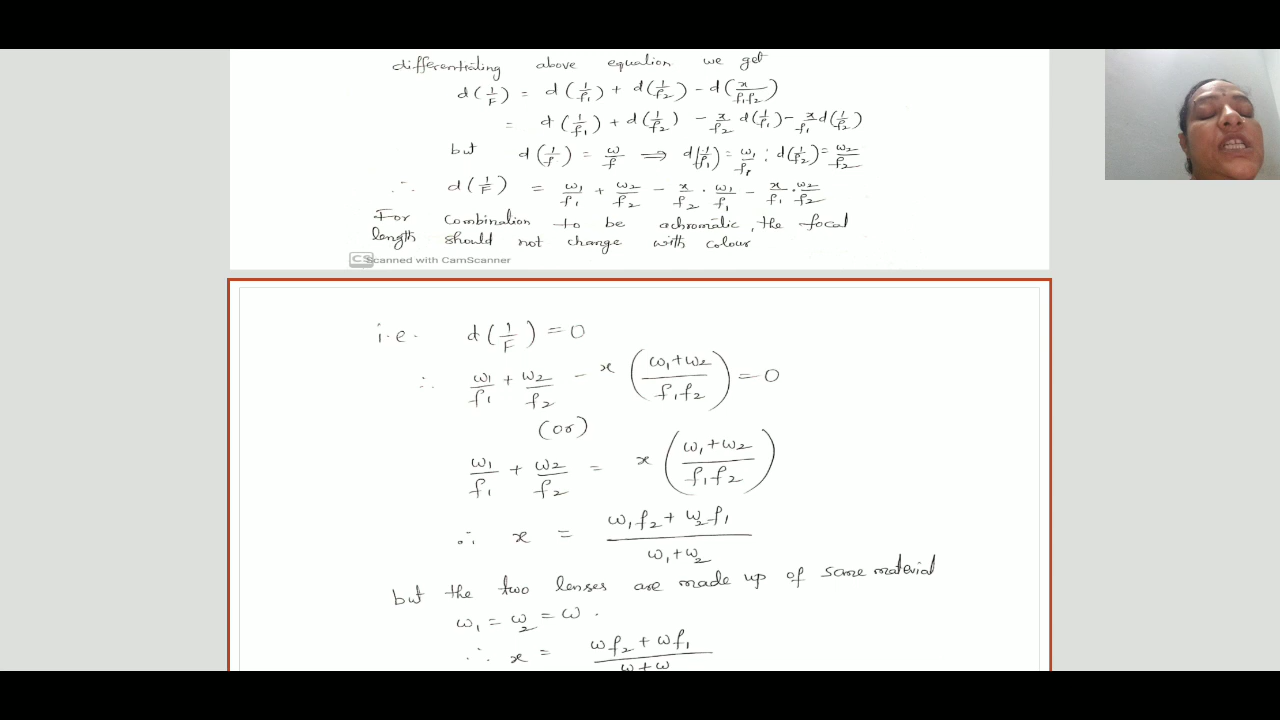 differentiating above equation we get
d(1/F) = d(1/f₁) + d(1/f₂) - d(x/f₁f₂)
= d(1/f₁) + d(1/f₂) - x/f₂ d(1/f₁) - x/f₁ d(1/f₂)
but d(1/f) = ω/f ⟹ d(1/f₁) = ω₁/f₁ ; d(1/f₂) = ω₂/f₂
∴ d(1/F) = ω₁/f₁ + ω₂/f₂ - x/f₂ · ω₁/f₁ - x/f₁ · ω₂/f₂
For combination to be achromatic, the focal
length should not change with colour
CS Scanned with CamScanner
i.e. d(1/F) = 0
∴ ω₁/f₁ + ω₂/f₂ - x((ω₁+ω₂)/f₁f₂) = 0
(or)
ω₁/f₁ + ω₂/f₂ = x((ω₁+ω₂)/f₁f₂)
∴ x = (ω₁f₂ + ω₂f₁)/(ω₁+ω₂)
but the two lenses are made up of same material
ω₁ = ω₂ = ω .
∴ x = (ωf₂ + ωf₁)/(ω+ω)